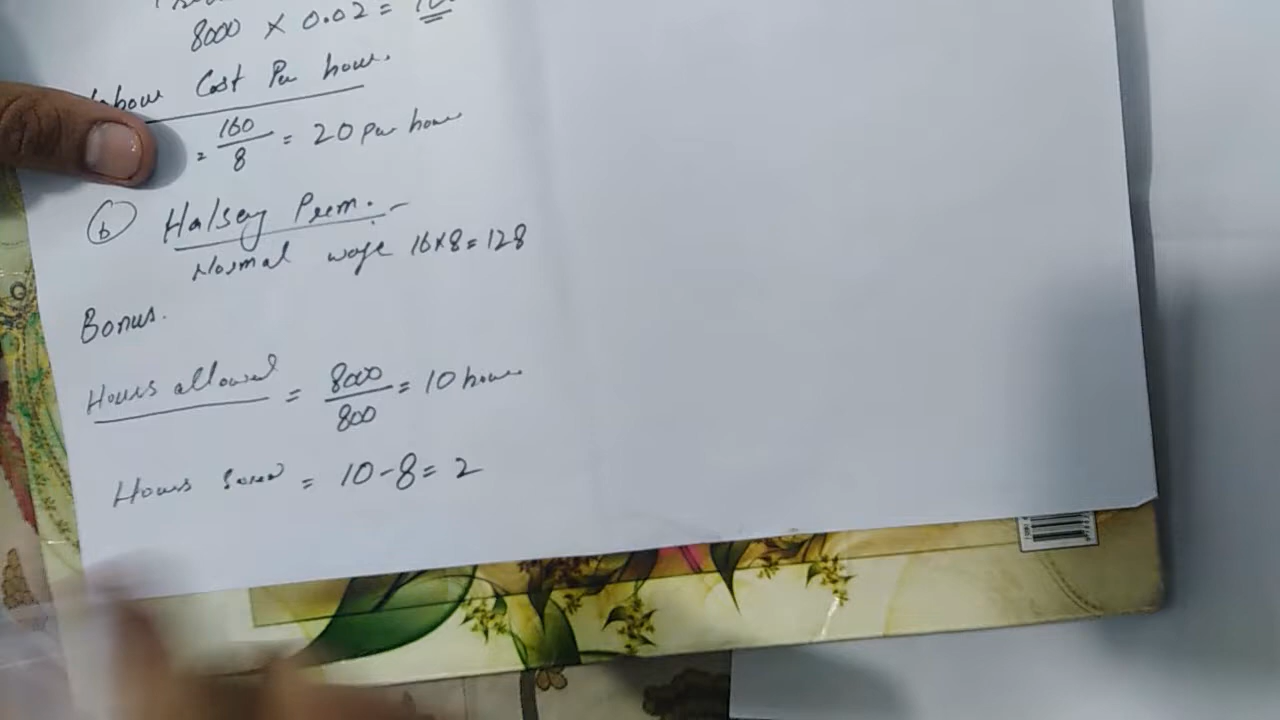 8000 × 0.02 =
Cost Per hour.
= 160/8 = 20 per hour
(b) Halsey Prem. -
Normal wage 16×8=128
Bonus.
Hours allowed = 8000/800 = 10 hours
Hours saved = 10-8= 2